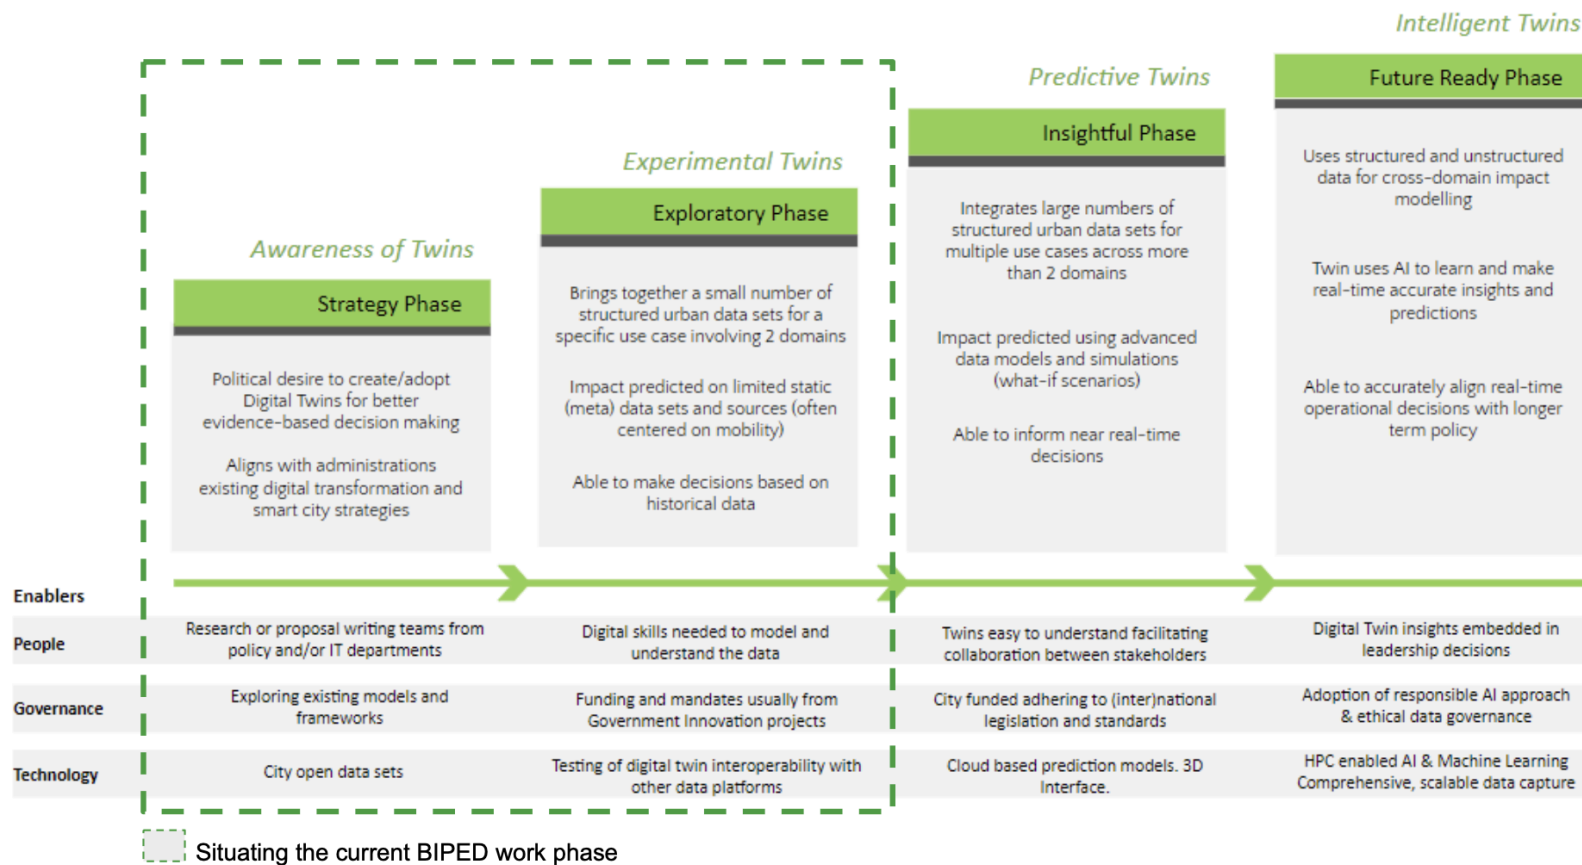 Intelligent Twins
Future Ready Phase
Uses structured and unstructured
data for cross-domain impact
modelling
Twin uses AI to learn and make
real-time accurate insights and
predictions
Able to accurately align real-time
operational decisions with longer
term policy
Predictive Twins
Insightful Phase
Integrates large numbers of
structured urban data sets for
multiple use cases across more
than 2 domains
Impact predicted using advanced
data models and simulations
(what-if scenarios)
Able to inform near real-time
decisions
Experimental Twins
Exploratory Phase
Brings together a small number of
structured urban data sets for a
specific use case involving 2 domains
Impact predicted on limited static
(meta) data sets and sources (often
centered on mobility)
Able to make decisions based on
historical data
Awareness of Twins
Strategy Phase
Political desire to create/adopt
Digital Twins for better
evidence-based decision making
Aligns with administrations
existing digital transformation and
smart city strategies
Enablers
People
Research or proposal writing teams from
policy and/or IT departments
Digital skills needed to model and
understand the data
Twins easy to understand facilitating
collaboration between stakeholders
Digital Twin insights embedded in
leadership decisions
Governance
Exploring existing models and
frameworks
Funding and mandates usually from
Government Innovation projects
City funded adhering to (inter)national
legislation and standards
Adoption of responsible AI approach
& ethical data governance
Technology
City open data sets
Testing of digital twin interoperability with
other data platforms
Cloud based prediction models. 3D
Interface.
HPC enabled AI & Machine Learning
Comprehensive, scalable data capture
Situating the current BIPED work phase